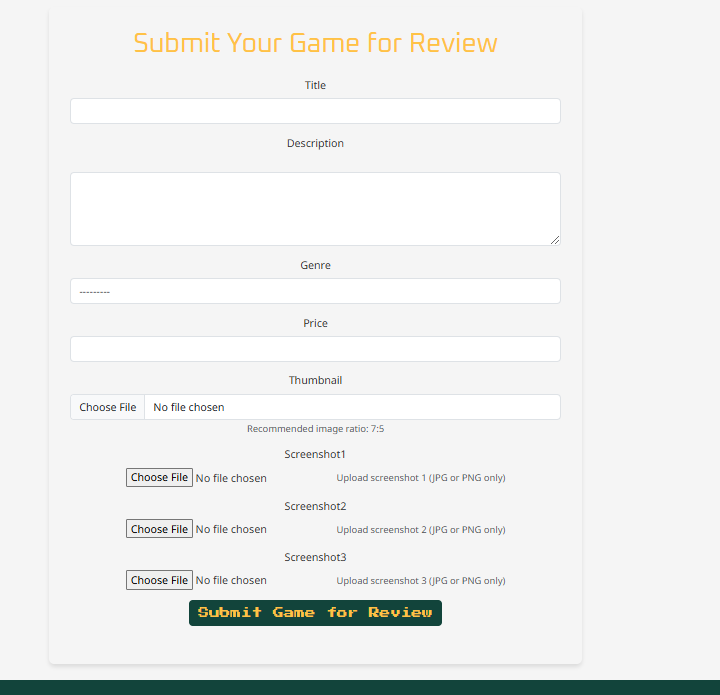 Submit Your Game for Review
Title
Description
Genre
---------
Price
Thumbnail
Choose File No file chosen
Recommended image ratio: 7:5
Screenshot1
Choose File No file chosen Upload screenshot 1 (JPG or PNG only)
Screenshot2
Choose File No file chosen Upload screenshot 2 (JPG or PNG only)
Screenshot3
Choose File No file chosen Upload screenshot 3 (JPG or PNG only)
Submit Game for Review